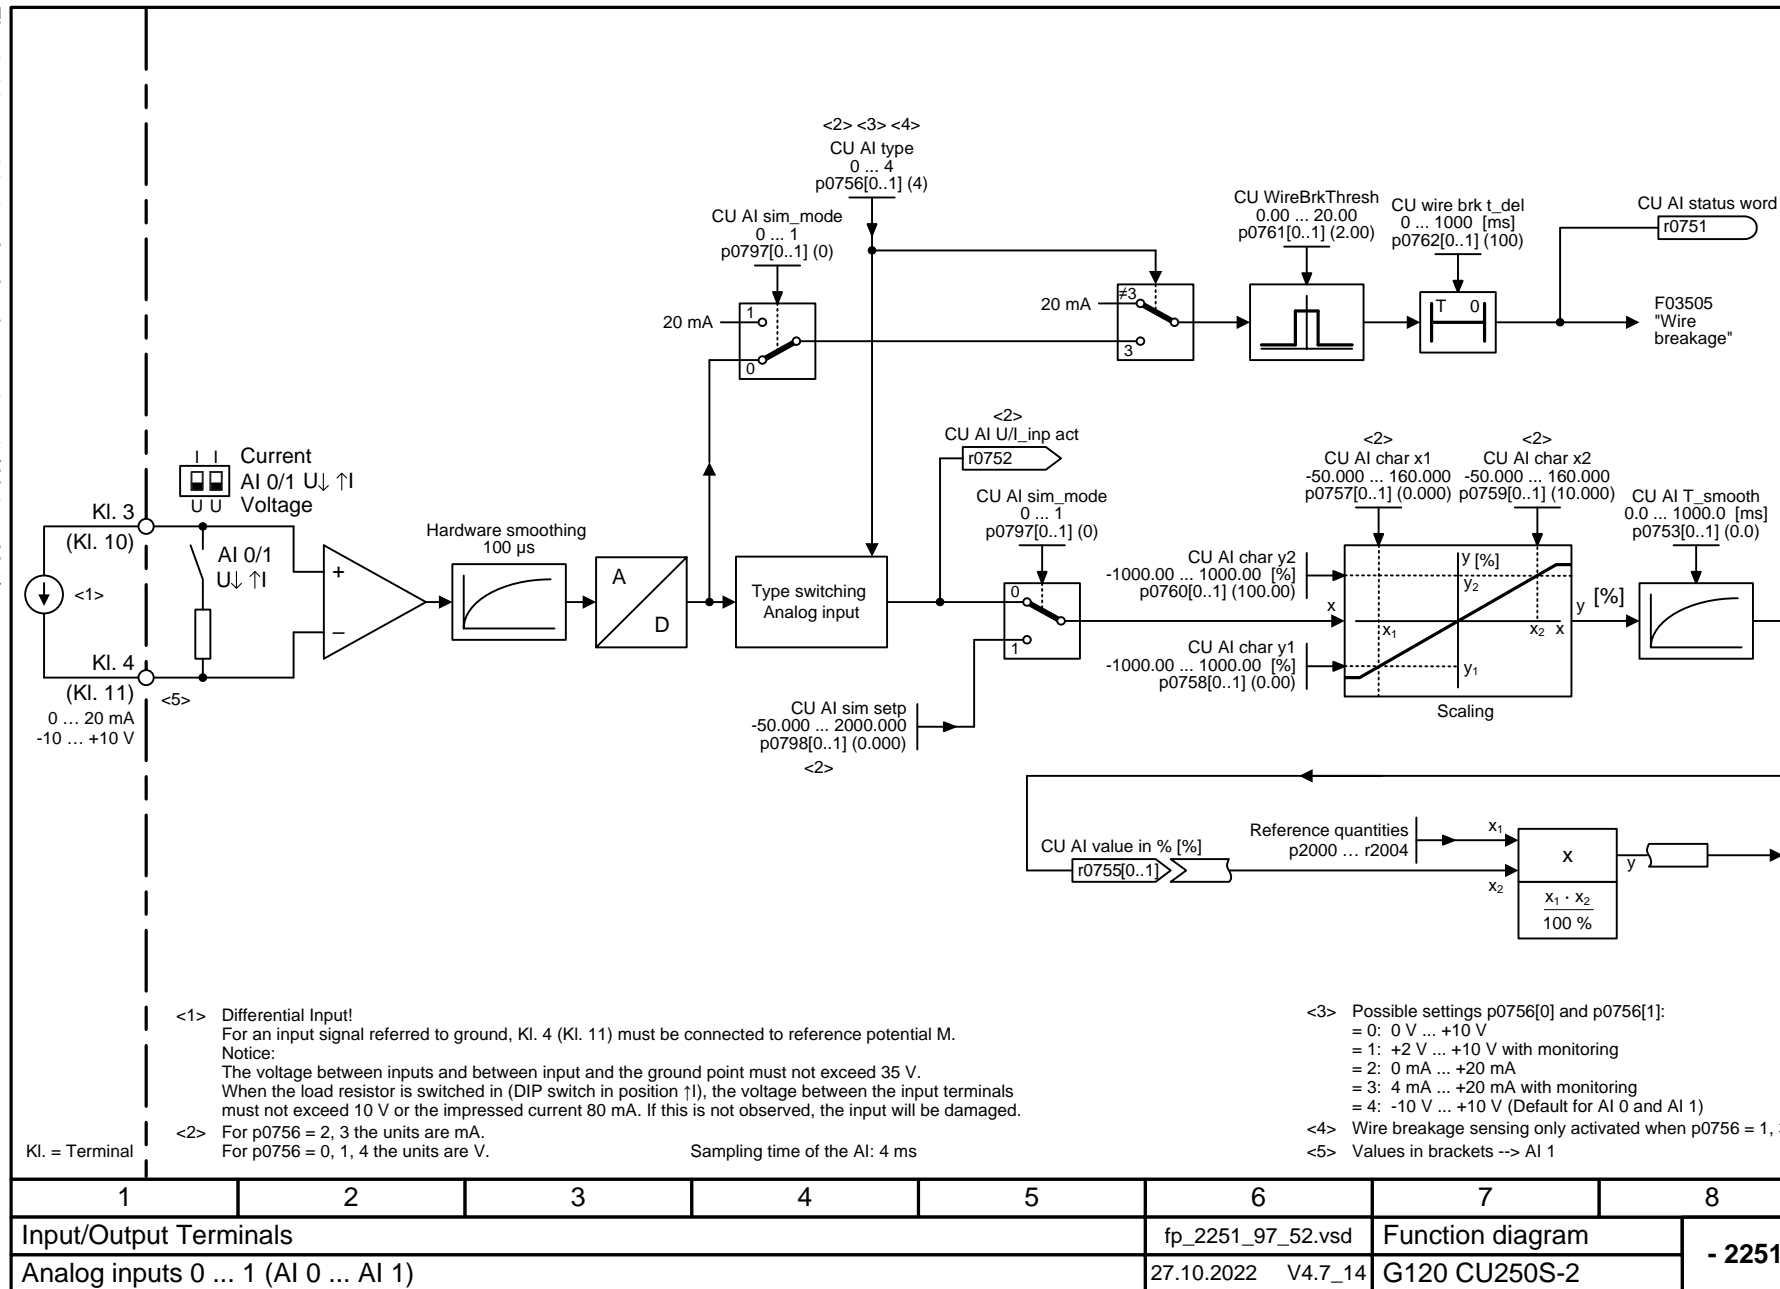 <2> <3> <4>
CU AI type
0 ... 4
p0756[0..1] (4)
CU AI sim_mode
0 ... 1
p0797[0..1] (0)
20 mA
1
0
CU WireBrkThresh
0.00 ... 20.00
p0761[0..1] (2.00)
CU wire brk t_del
0 ... 1000 [ms]
p0762[0..1] (100)
CU AI status word
r0751
20 mA
≠3
3
T 0
F03505
"Wire
breakage"
I I
Current
AI 0/1 U↓ ↑I
U U
Voltage
Kl. 3
(Kl. 10)
AI 0/1
U↓ ↑I
<1>
Kl. 4
(Kl. 11)
<5>
0 ... 20 mA
-10 ... +10 V
+
–
Hardware smoothing
100 µs
A
D
Type switching
Analog input
<2>
CU AI U/I_inp act
r0752
CU AI sim_mode
0 ... 1
p0797[0..1] (0)
0
1
CU AI sim setp
-50.000 ... 2000.000
p0798[0..1] (0.000)
<2>
<2>
CU AI char x1
-50.000 ... 160.000
p0757[0..1] (0.000)
<2>
CU AI char x2
-50.000 ... 160.000
p0759[0..1] (10.000)
CU AI char y2
-1000.00 ... 1000.00 [%]
p0760[0..1] (100.00)
CU AI char y1
-1000.00 ... 1000.00 [%]
p0758[0..1] (0.00)
x
y [%]
y₂
x₁
x₂ x
y₁
Scaling
y [%]
CU AI T_smooth
0.0 ... 1000.0 [ms]
p0753[0..1] (0.0)
CU AI value in % [%]
r0755[0..1]
Reference quantities
p2000 ... r2004
x₁
x₂
x
x₁ · x₂
100 %
y
<1> Differential Input!
For an input signal referred to ground, Kl. 4 (Kl. 11) must be connected to reference potential M.
Notice:
The voltage between inputs and between input and the ground point must not exceed 35 V.
When the load resistor is switched in (DIP switch in position ↑I), the voltage between the input terminals
must not exceed 10 V or the impressed current 80 mA. If this is not observed, the input will be damaged.
<2> For p0756 = 2, 3 the units are mA.
For p0756 = 0, 1, 4 the units are V.
Sampling time of the AI: 4 ms
Kl. = Terminal
<3> Possible settings p0756[0] and p0756[1]:
= 0: 0 V ... +10 V
= 1: +2 V ... +10 V with monitoring
= 2: 0 mA ... +20 mA
= 3: 4 mA ... +20 mA with monitoring
= 4: -10 V ... +10 V (Default for AI 0 and AI 1)
<4> Wire breakage sensing only activated when p0756 = 1,
<5> Values in brackets --> AI 1
1 2 3 4 5 6 7 8
Input/Output Terminals
fp_2251_97_52.vsd
Function diagram
- 2251
Analog inputs 0 ... 1 (AI 0 ... AI 1)
27.10.2022 V4.7_14
G120 CU250S-2